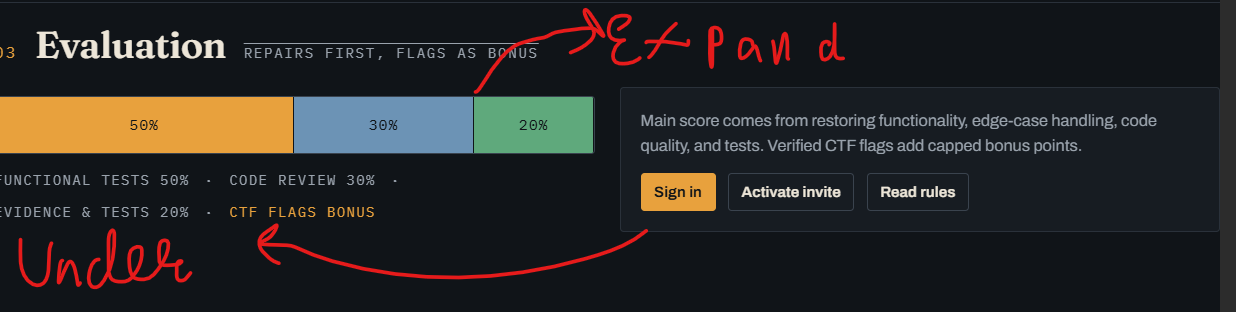 03 Evaluation REPAIRS FIRST, FLAGS AS BONUS
Expand
50% 30% 20%
FUNCTIONAL TESTS 50% · CODE REVIEW 30% ·
EVIDENCE & TESTS 20% · CTF FLAGS BONUS
Main score comes from restoring functionality, edge-case handling, code
quality, and tests. Verified CTF flags add capped bonus points.
Sign in Activate invite Read rules
Under